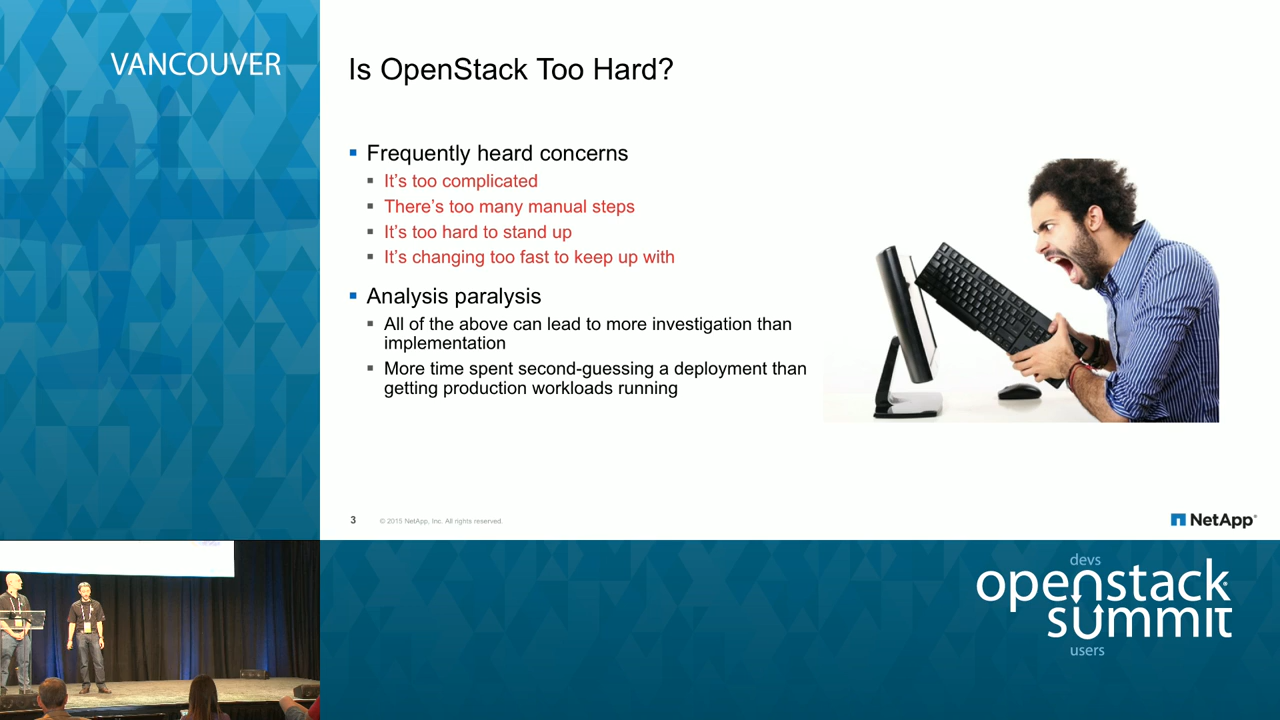 VANCOUVER
Is OpenStack Too Hard?
Frequently heard concerns
It's too complicated
There's too many manual steps
It's too hard to stand up
It's changing too fast to keep up with
Analysis paralysis
All of the above can lead to more investigation than
implementation
More time spent second-guessing a deployment than
getting production workloads running
3 © 2015 NetApp, Inc. All rights reserved.
NetApp
devs
openstack
summit
users